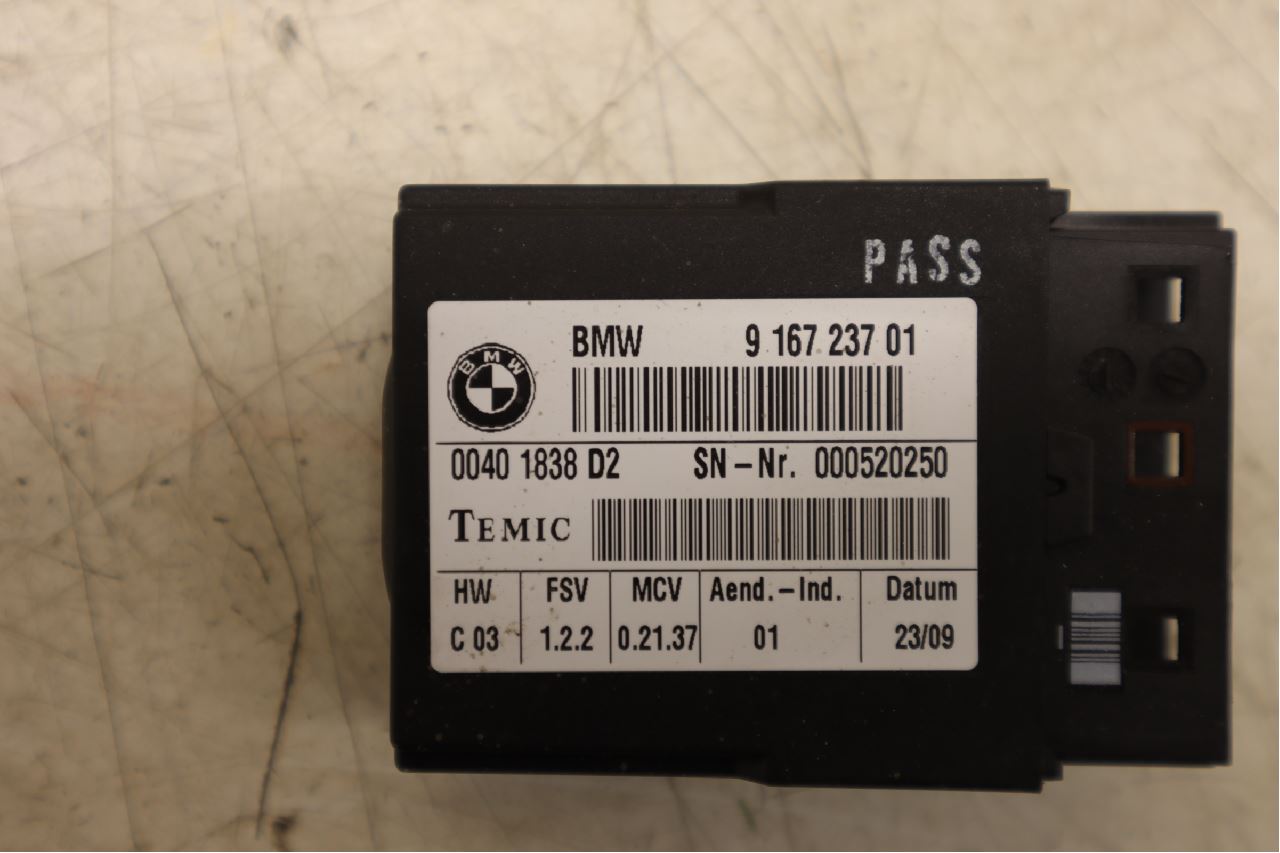 PASS
BMW 9 167 237 01
BMW
0040 1838 D2 SN-Nr. 000520250
TEMIC
HW FSV MCV Aend.-Ind. Datum
C 03 1.2.2 0.21.37 01 23/09